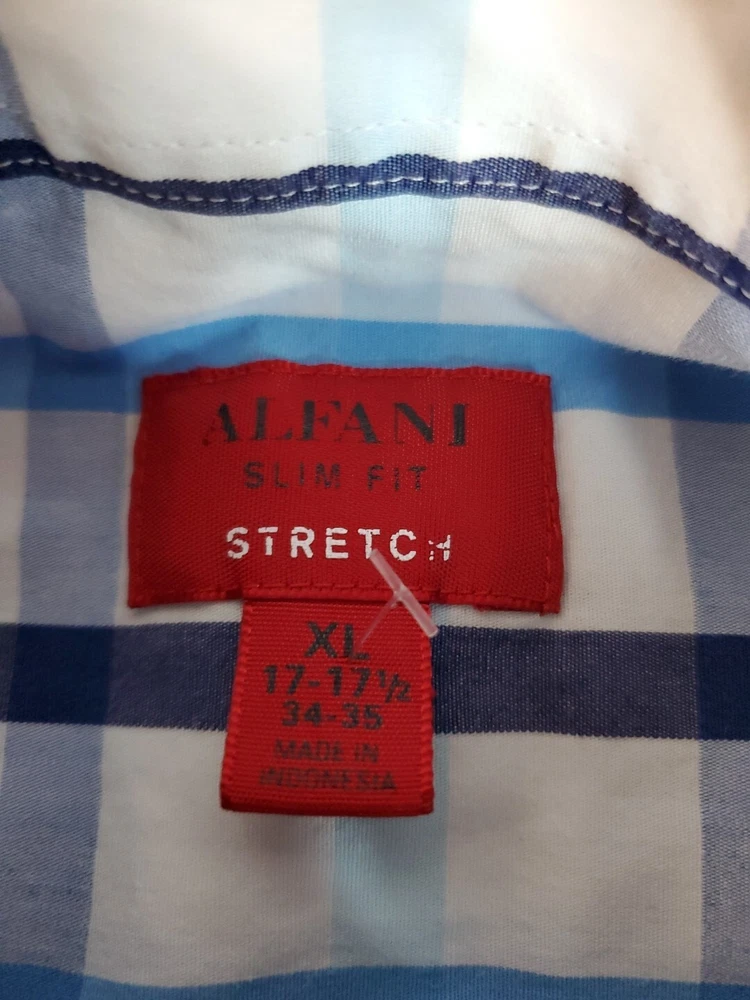 ALFANI
SLIM FIT
STRETCH
XL
17-17½
34-35
MADE IN
INDONESIA